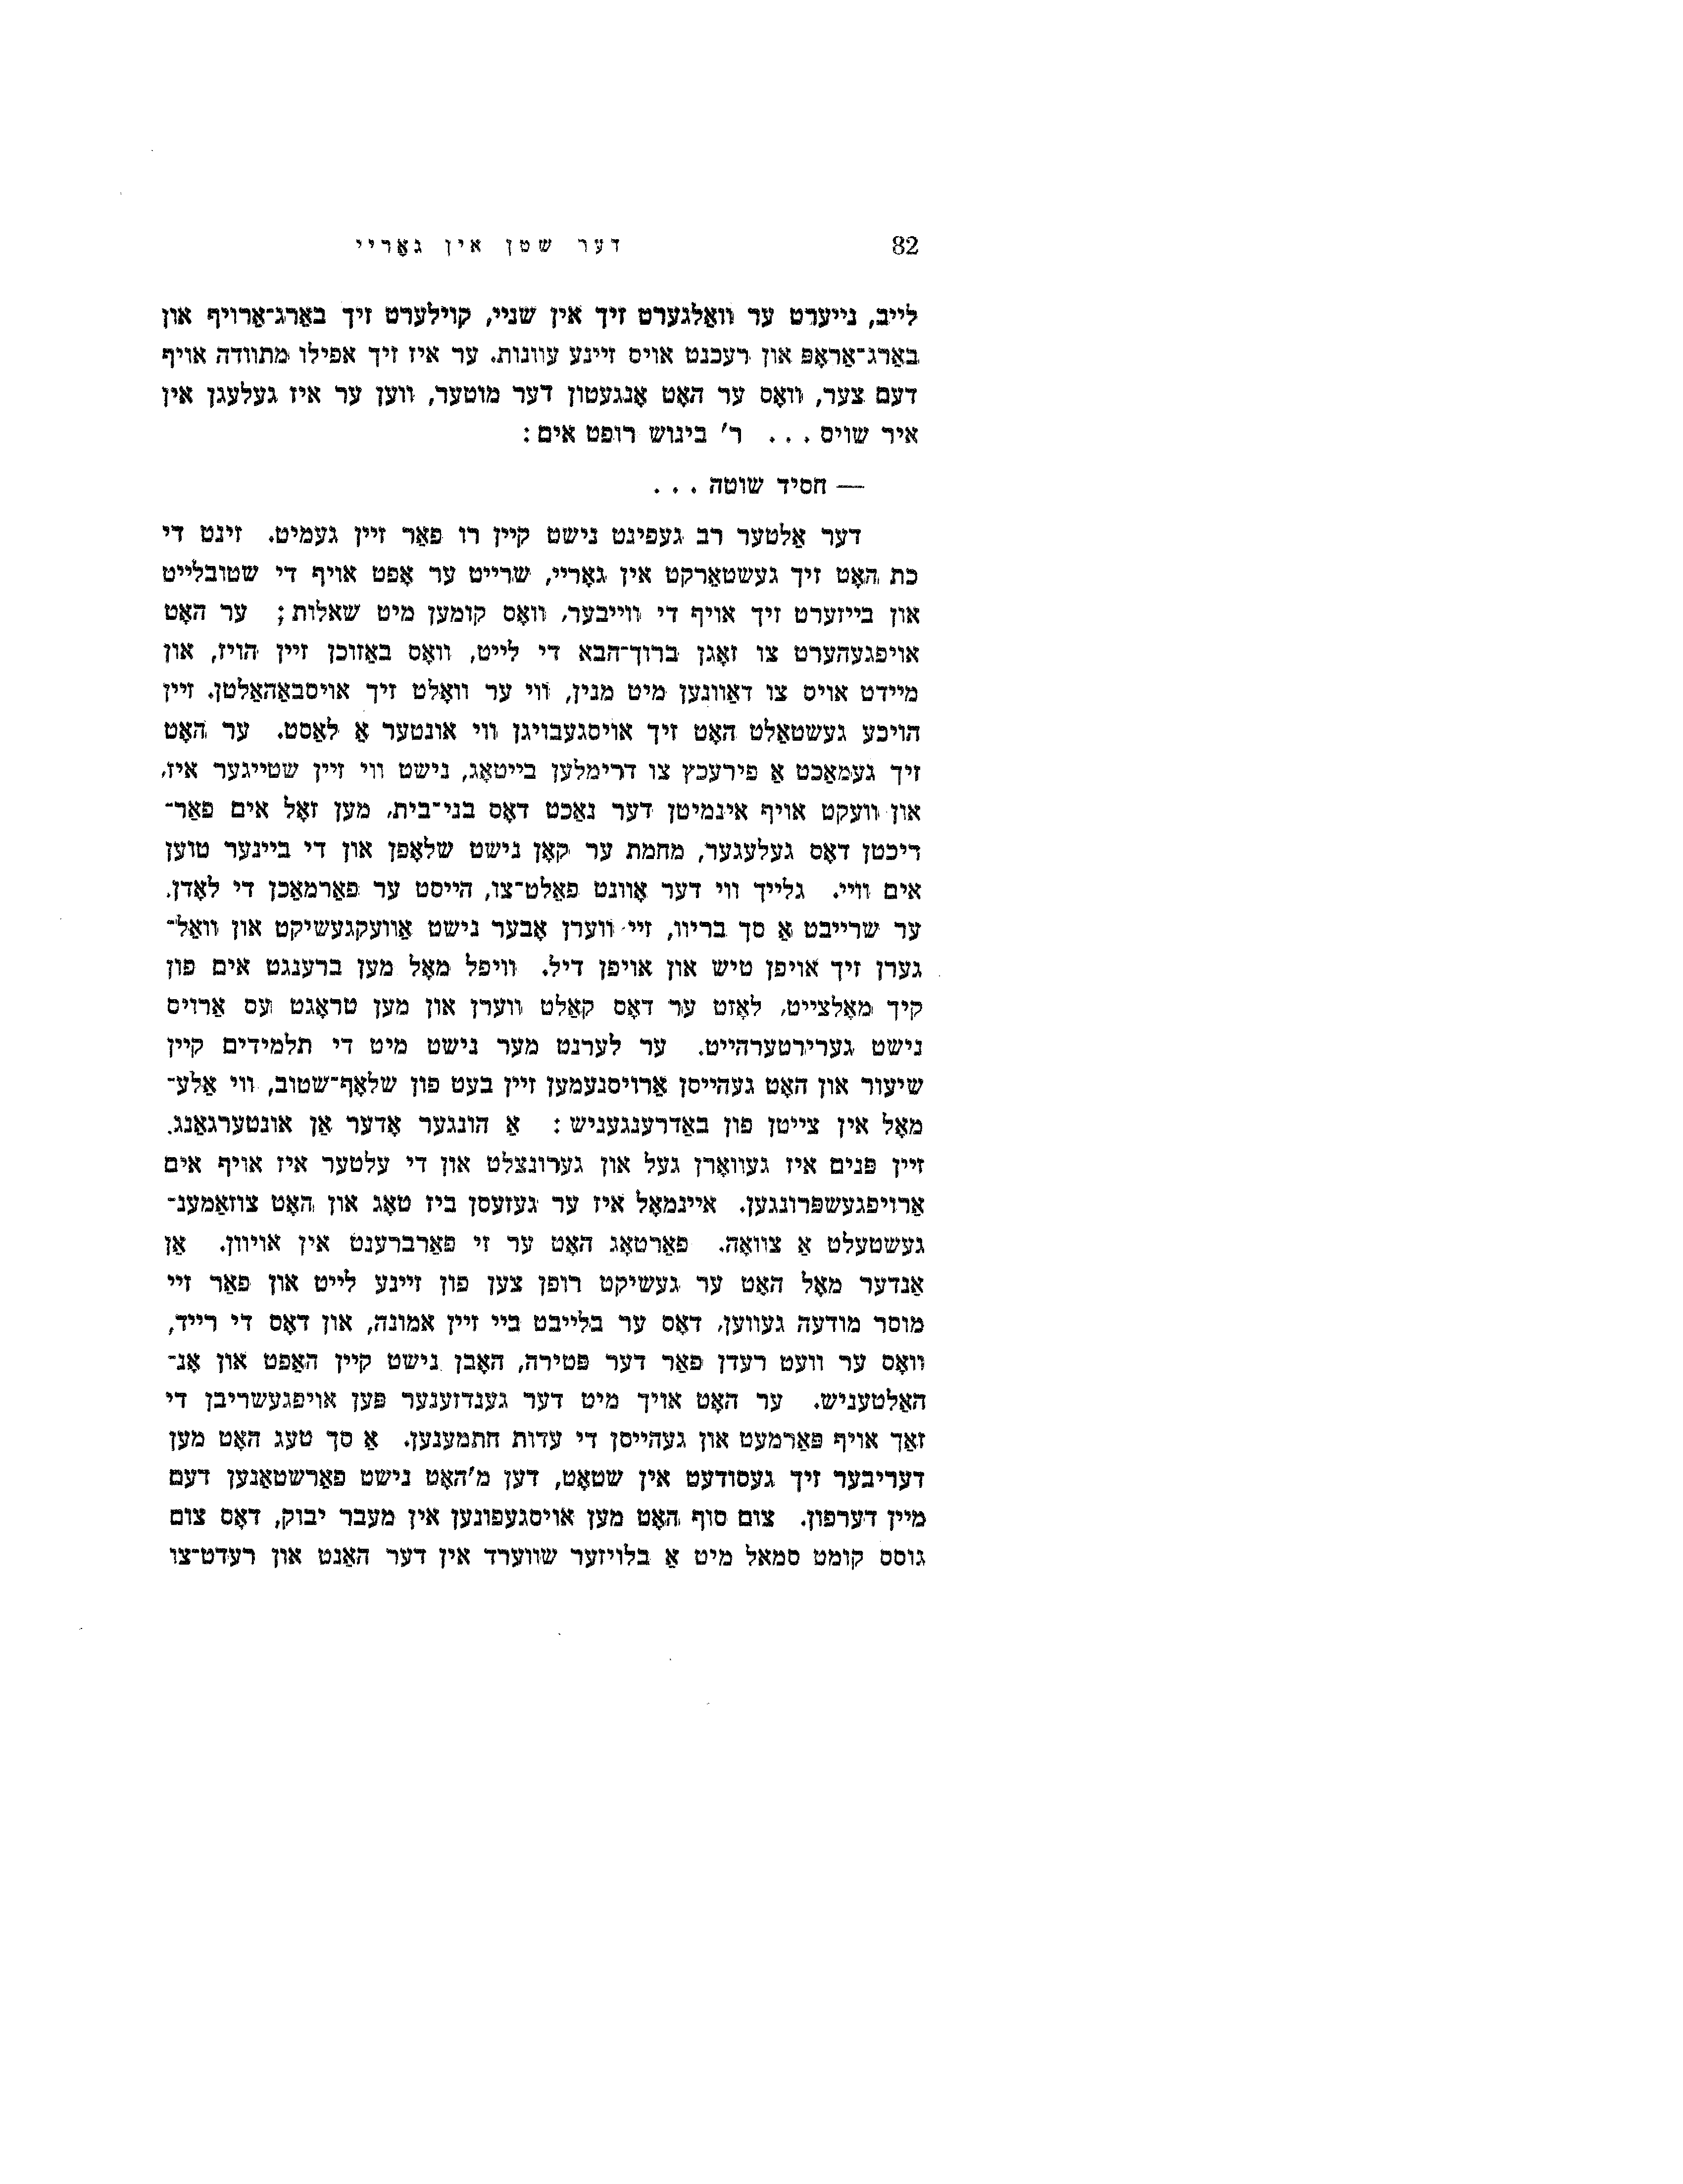 82 דער שטן אין גאָריי
לייב, נייערט ער וואַלגערט זיך אין שניי, קוילערט זיך באַרג־אַרויף און
באַרג־אַראָפּ און רעכנט אויס זיינע עוונות. ער איז זיך אפילו מתוודה אויף
דעם צער, וואָס ער האָט אָנגעטון דער מוטער, ווען ער איז געלעגן אין
איר שויס... ר' בינוש רופט אים:
— חסיד שוטה...
דער אַלטער רב געפינט נישט קיין רו פאַר זיין געמיט. זינט די
כת האָט זיך געשטאַרקט אין גאָריי, שרייט ער אָפט אויף די שטובלייט
און בייזערט זיך אויף די ווייבער, וואָס קומען מיט שאלות; ער האָט
אויפגעהערט צו זאָגן ברוך־הבא די לייט, וואָס באַזוכן זיין הויז, און
מיידט אויס צו דאַוונען מיט מנין, ווי ער וואָלט זיך אויסבאַהאַלטן. זיין
הויכע געשטאַלט האָט זיך אויסגעבויגן ווי אונטער אַ לאַסט. ער האָט
זיך געמאַכט אַ פירעכץ צו דרימלען בייטאָג, נישט ווי זיין שטייגער איז,
און וועקט אויף אינמיטן דער נאַכט דאָס בני־בית, מען זאָל אים פאַר־
דיכטן דאָס געלעגער, מחמת ער קאָן נישט שלאָפן און די ביינער טוען
אים וויי. גלייך ווי דער אָוונט פאַלט־צו, הייסט ער פאַרמאַכן די לאָדן.
ער שרייבט אַ סך בריוו, זיי ווערן אָבער נישט אַוועקגעשיקט און וואַל־
גערן זיך אויפן טיש און אויפן דיל. וויפל מאָל מען ברענגט אים פון
קיך מאָלצייט, לאָזט ער דאָס קאַלט ווערן און מען טראָגט עס אַרויס
נישט גערירטערהייט. ער לערנט מער נישט מיט די תלמידים קיין
שיעור און האָט געהייסן אַרויסנעמען זיין בעט פון שלאָף־שטוב, ווי אַלע־
מאָל אין צייטן פון באַדרענגעניש: אַ הונגער אָדער אַן אונטערגאַנג.
זיין פּנים איז געוואָרן געל און גערונצלט און די עלטער איז אויף אים
אַרויפגעשפּרונגען. איינמאָל איז ער געזעסן ביז טאָג און האָט צוזאַמענ־
געשטעלט אַ צוואה. פאַרטאָג האָט ער זי פאַרברענט אין אויוון. אַן
אַנדער מאָל האָט ער געשיקט רופן צען פון זיינע לייט און פאַר זיי
מוסר מודעה געווען, דאָס ער בלייבט ביי זיין אמונה, און דאָס די רייד,
וואָס ער וועט רעדן פאַר דער פּטירה, האָבן נישט קיין האַפט און אָנ־
האַלטעניש. ער האָט אויך מיט דער גענדזענער פּען אויפגעשריבן די
זאַך אויף פּאַרמעט און געהייסן די עדות חתמענען. אַ סך טעג האָט מען
דעריבער זיך געסודעט אין שטאָט, דען מ'האָט נישט פאַרשטאַנען דעם
מיין דערפון. צום סוף האָט מען אויסגעפונען אין מעבר יבוק, דאָס צום
גוסס קומט סמאל מיט אַ בלויזער שווערד אין דער האַנט און רעדט־צו